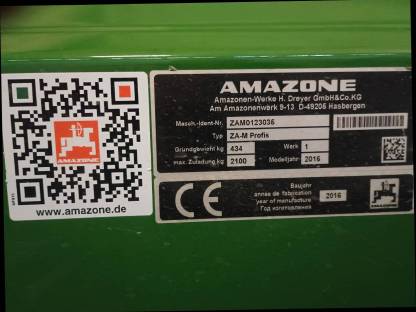 AMAZONE
www.amazone.de
AMAZONE
Amazonen-Werke H. Dreyer GmbH&Co.KG
Am Amazonenwerk 9-13 D-49205 Hasbergen
Masch.-Ident-Nr. ZAM0123036
Typ ZA-M Profis
Grundgewicht kg 434 Werk 1
max. Zuladung kg 2100 Modelljahr 2016
CE
Baujahr
année de fabrication
year of manufacture
Год изготовления
2016
AMAZONE